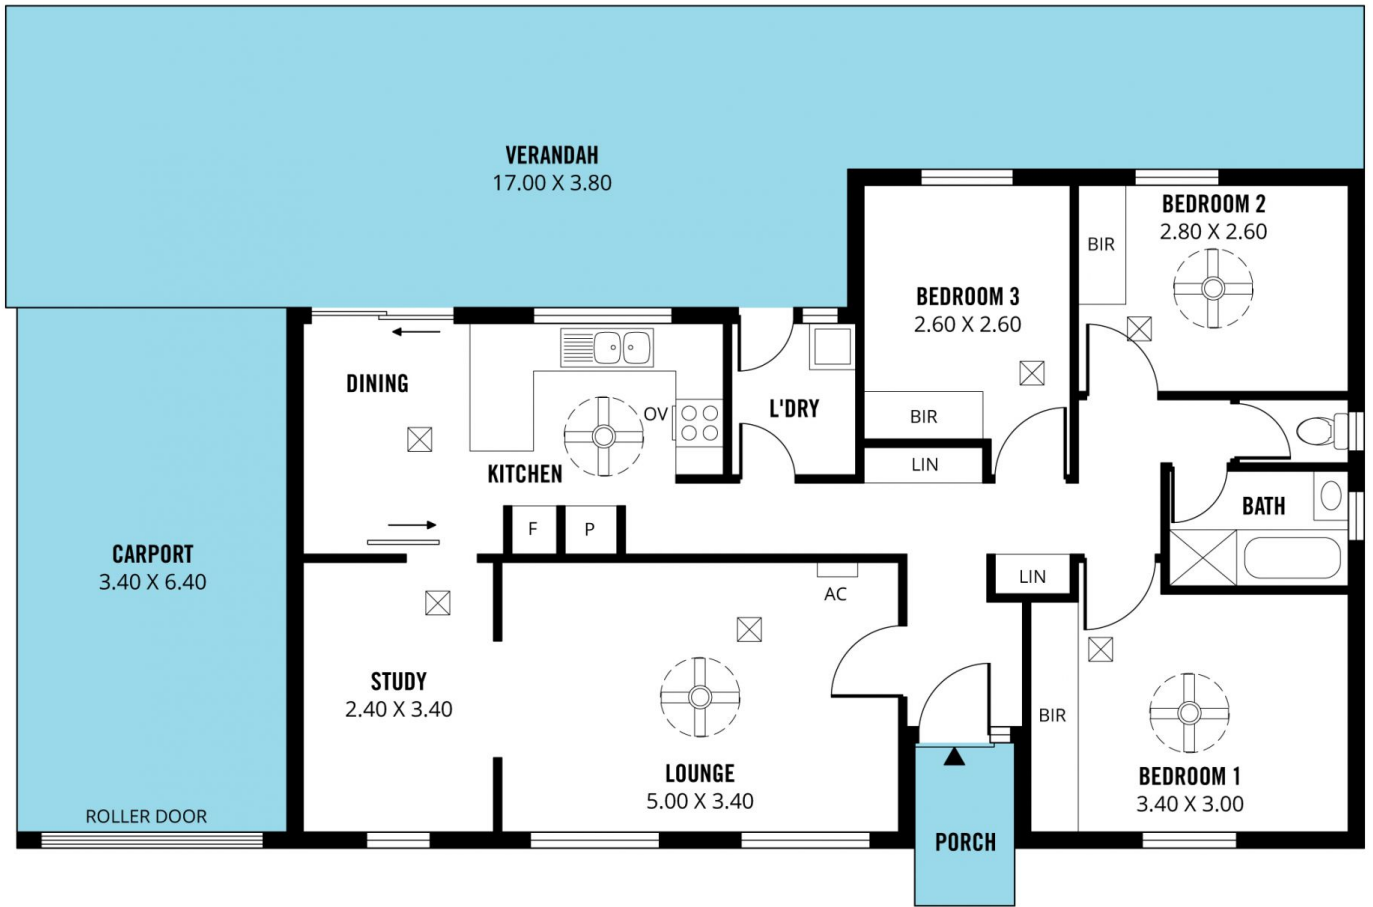 VERANDAH
17.00 X 3.80
BEDROOM 2
2.80 X 2.60
BIR
BEDROOM 3
2.60 X 2.60
BIR
LIN
DINING
KITCHEN
OV
L'DRY
F
P
BATH
CARPORT
3.40 X 6.40
ROLLER DOOR
STUDY
2.40 X 3.40
AC
LOUNGE
5.00 X 3.40
LIN
BIR
BEDROOM 1
3.40 X 3.00
PORCH